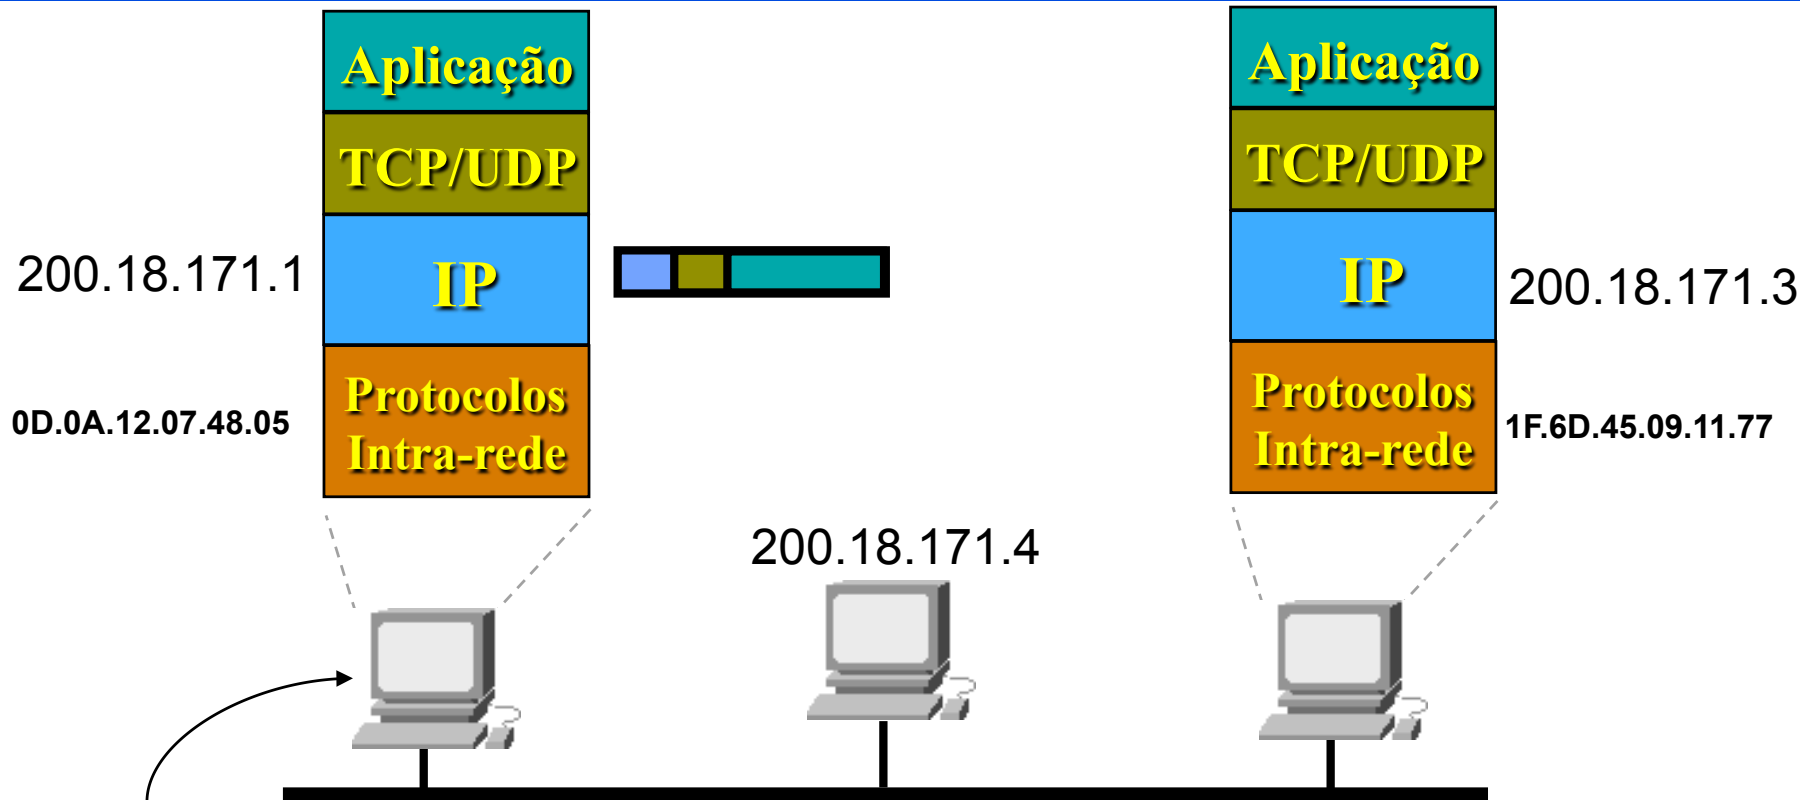 Aplicação
TCP/UDP
200.18.171.1
IP
0D.0A.12.07.48.05
Protocolos
Intra-rede
Aplicação
TCP/UDP
IP
200.18.171.3
Protocolos
Intra-rede
1F.6D.45.09.11.77
200.18.171.4